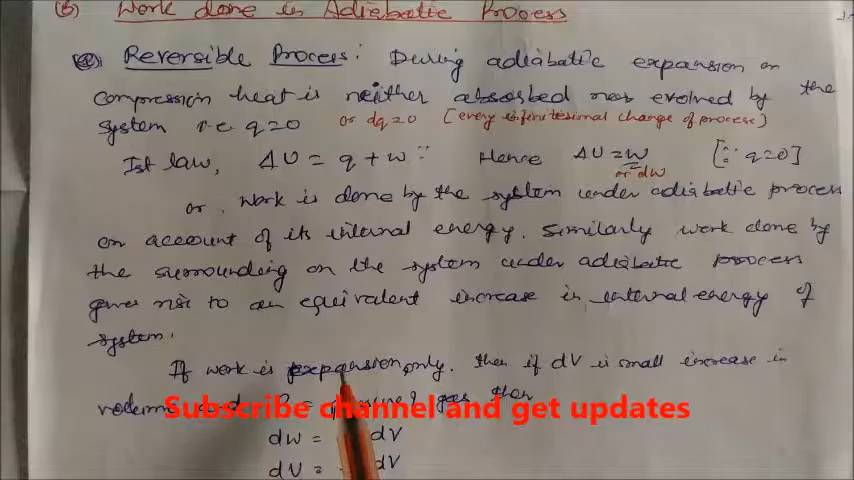 (b) Work done in Adiabatic Process
(a) Reversible Process: During adiabatic expansion or
compression heat is neither absorbed nor evolved by the
system i.e. q=0 or dq=0 [every infinitesimal change of process]
Ist law, ΔU = q + w ∵ Hence ΔU = w [∵ q=0]
or dw
or, work is done by the system under adiabatic process
on account of its internal energy. Similarly work done by
the surrounding on the system under adiabatic process
gives rise to an equivalent increase in internal energy of
system.
If work is expansion only. then if dV is small increase in
and P = gas then
Subscribe channel and get updates
dw = dV
dU = dV